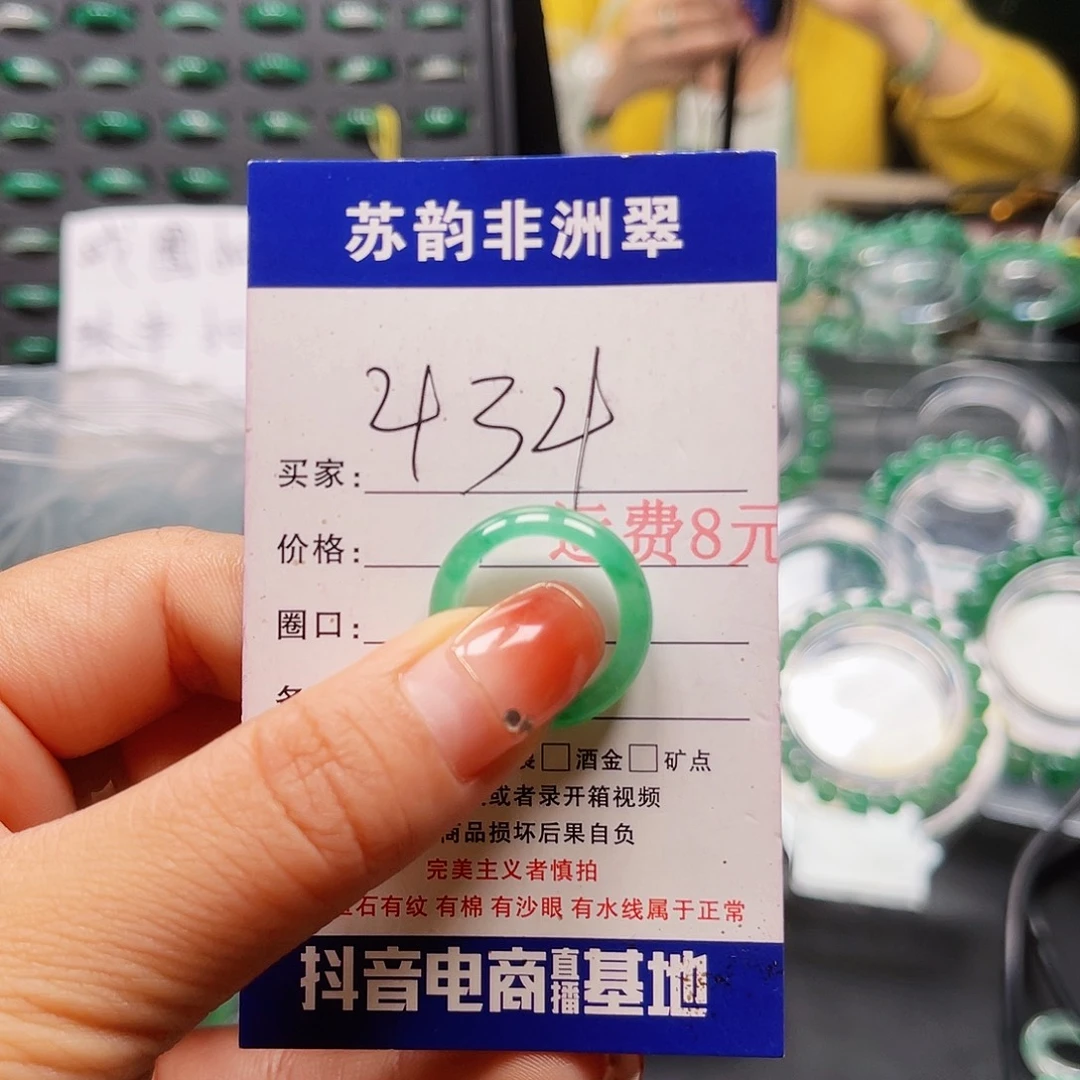 苏韵非洲翠
434
买家:
运费8元
价格:
圈口:
酒金 矿点
或者录开箱视频
商品损坏后果自负
完美主义者慎拍
石有纹 有棉 有沙眼 有水线属于正常
抖音电商直播基地